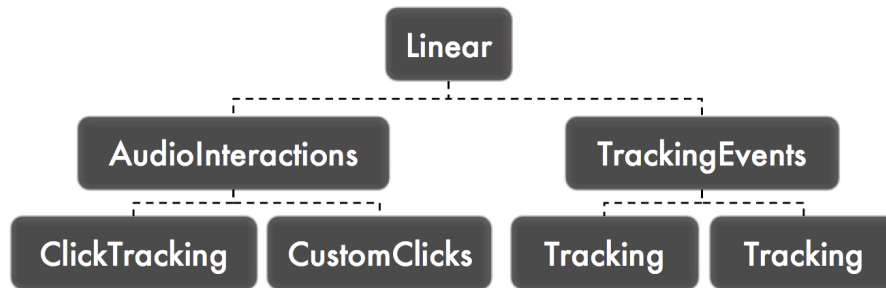 Linear
AudioInteractions
TrackingEvents
ClickTracking
CustomClicks
Tracking
Tracking